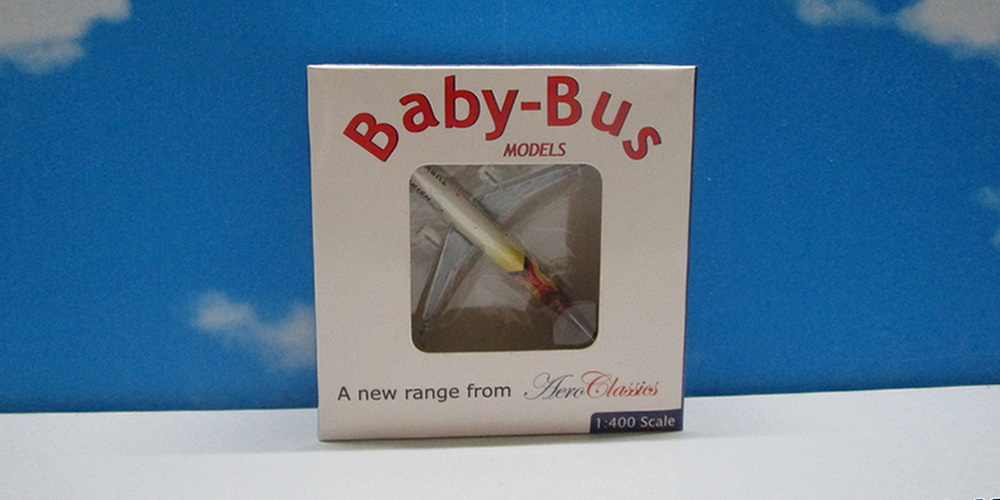 Baby-Bus
MODELS
A new range from AeroClassics
1:400 Scale